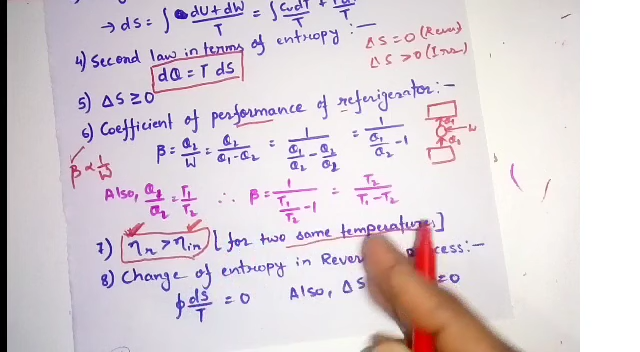 → dS = ∫ dU+dW/T = ∫ CvdT/T +
4) Second law in terms of entropy :-
dQ = T dS
ΔS = 0 (Rever)
ΔS > 0 (Irr)
5) ΔS ≥ 0
6) Coefficient of performance of refrigerator :-
β = Q2/W = Q2/Q1-Q2 = 1/(Q1/Q2 - Q2/Q2) = 1/(Q1/Q2 - 1)
Q1
W
Q2
β ∝ 1/W
Also, = T1/T2 ∴ β = 1/(T1/T2 - 1) = T2/T1-T2
7) ηr > ηir [for two same temperatures]
8) Change of entropy in Rever :-
∮ dS/T = 0 Also, ΔS = 0